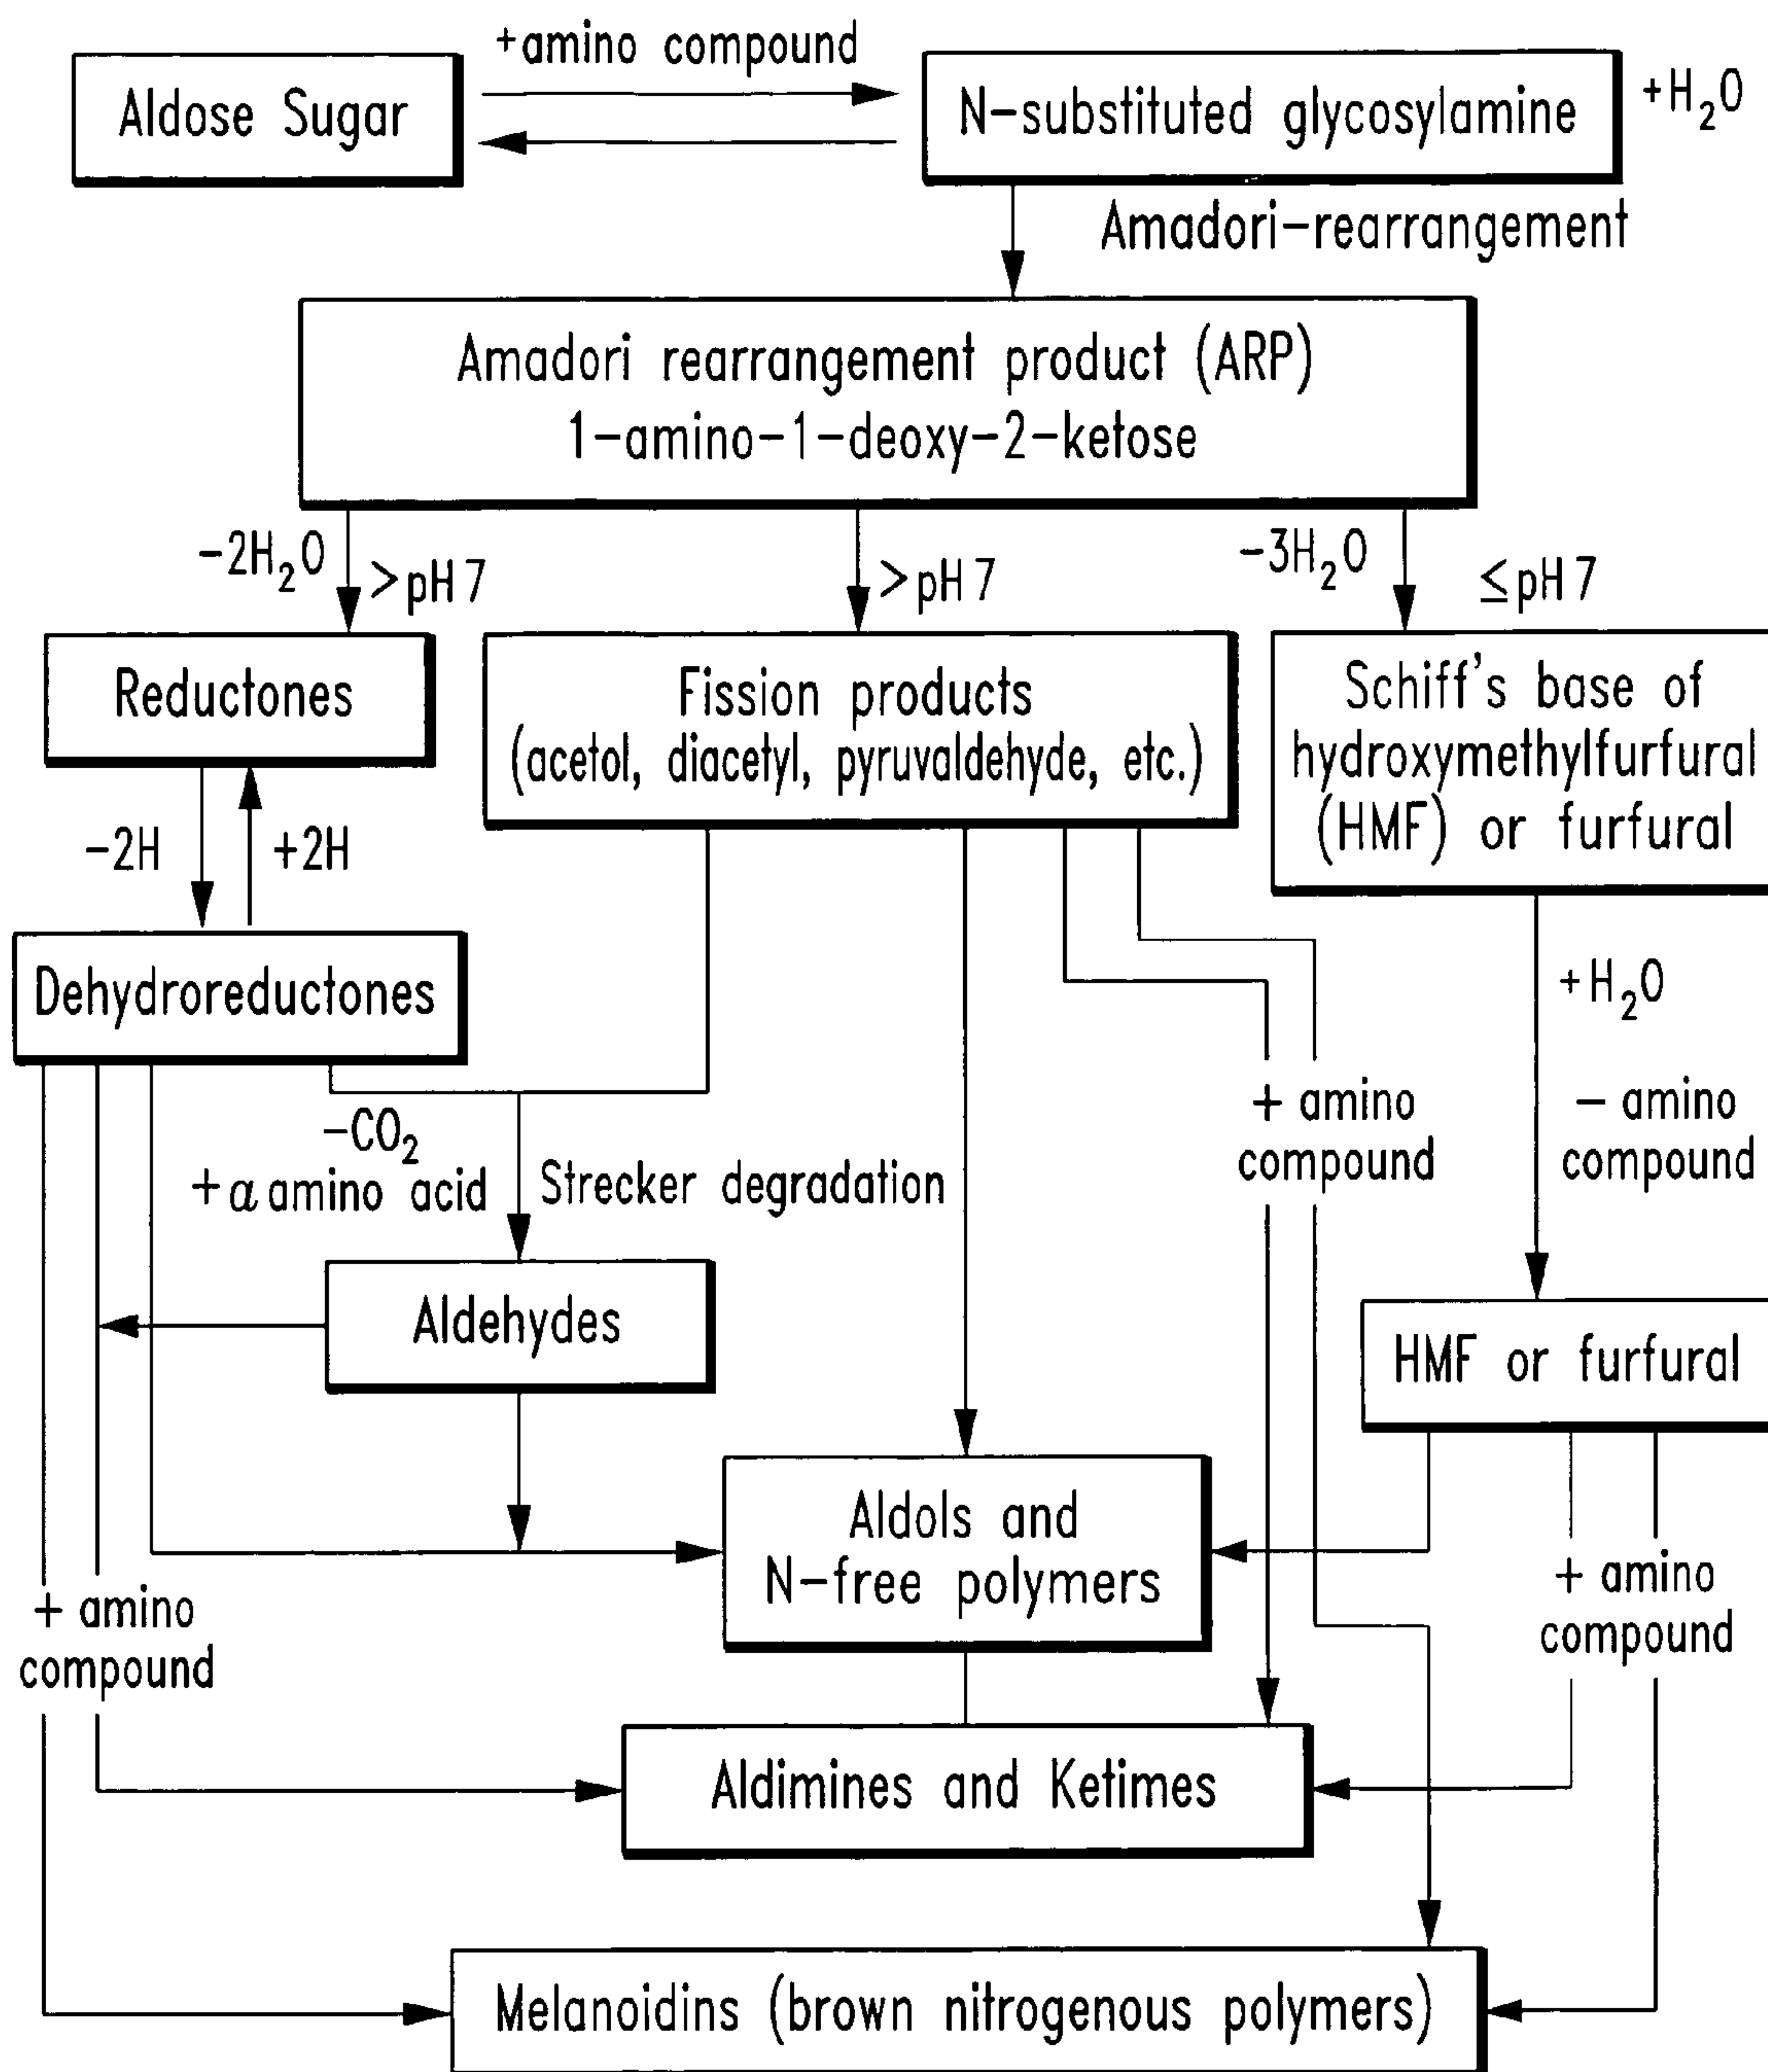 +amino compound
Aldose Sugar
N-substituted glycosylamine
+H₂O
Amadori-rearrangement
Amadori rearrangement product (ARP)
1-amino-1-deoxy-2-ketose
-2H₂O
>pH 7
>pH 7
-3H₂O
≤pH 7
Reductones
Fission products
(acetol, diacetyl, pyruvaldehyde, etc.)
Schiff's base of
hydroxymethylfurfural
(HMF) or furfural
-2H
+2H
Dehydroreductones
+H₂O
+ amino
compound
- amino
compound
-CO₂
+α amino acid
Strecker degradation
Aldehydes
HMF or furfural
Aldols and
N-free polymers
+ amino
compound
+ amino
compound
Aldimines and Ketimes
Melanoidins (brown nitrogenous polymers)